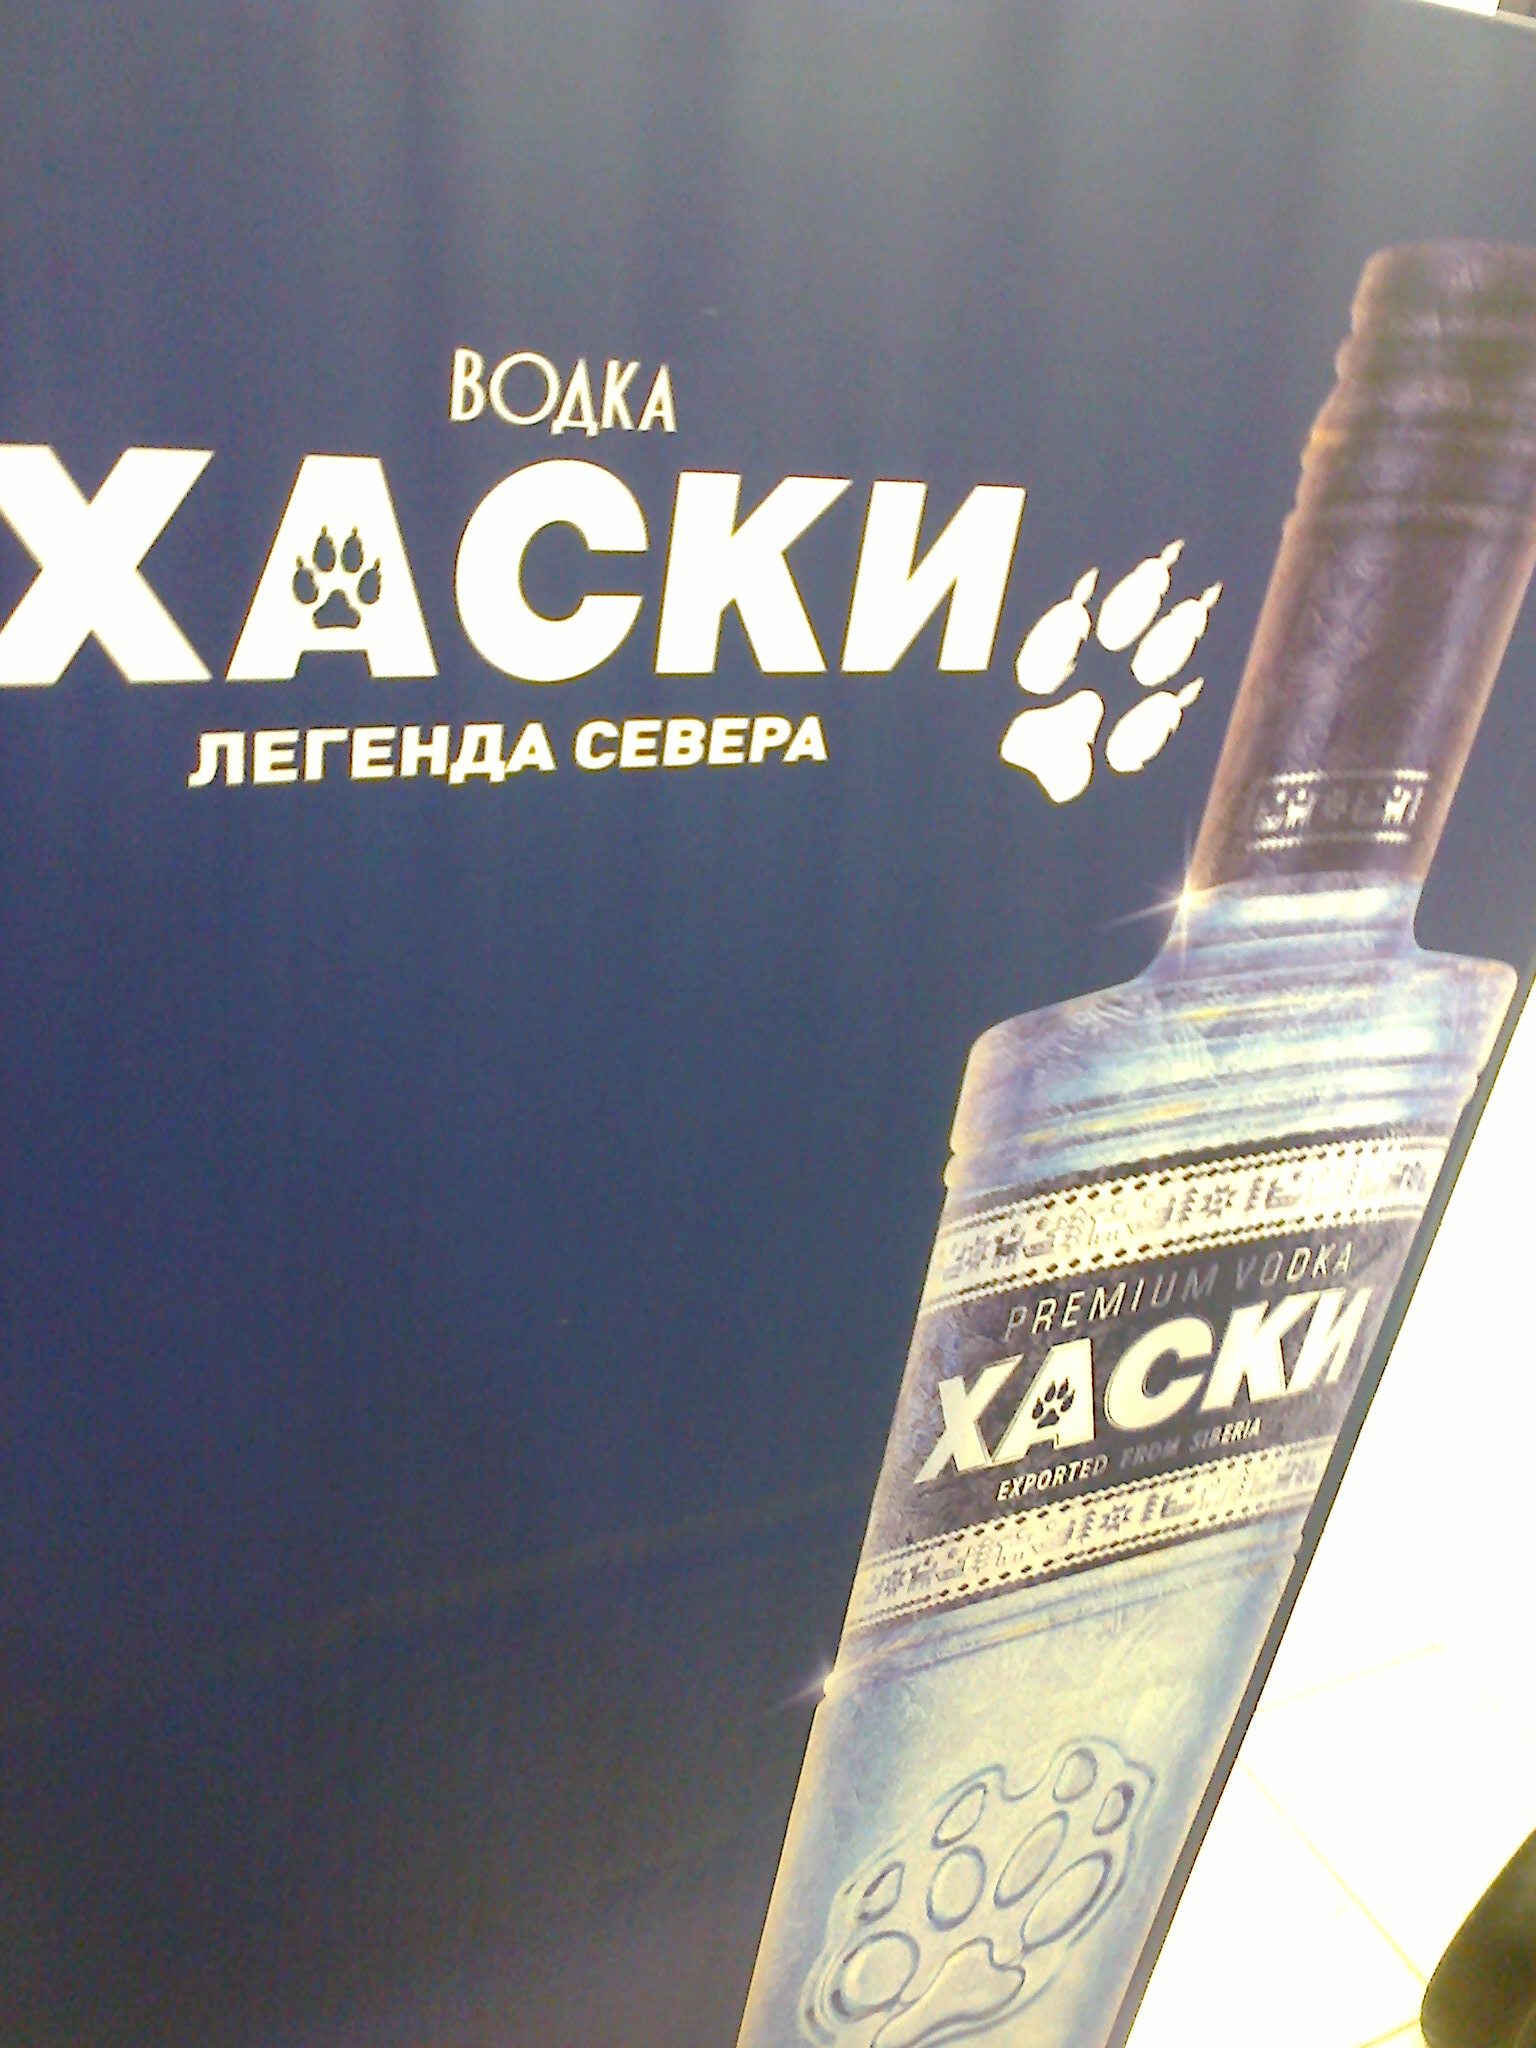 ВОДКА
ХАСКИ
ЛЕГЕНДА СЕВЕРА
PREMIUM VODKA
ХАСКИ
EXPORTED FROM SIBERIA